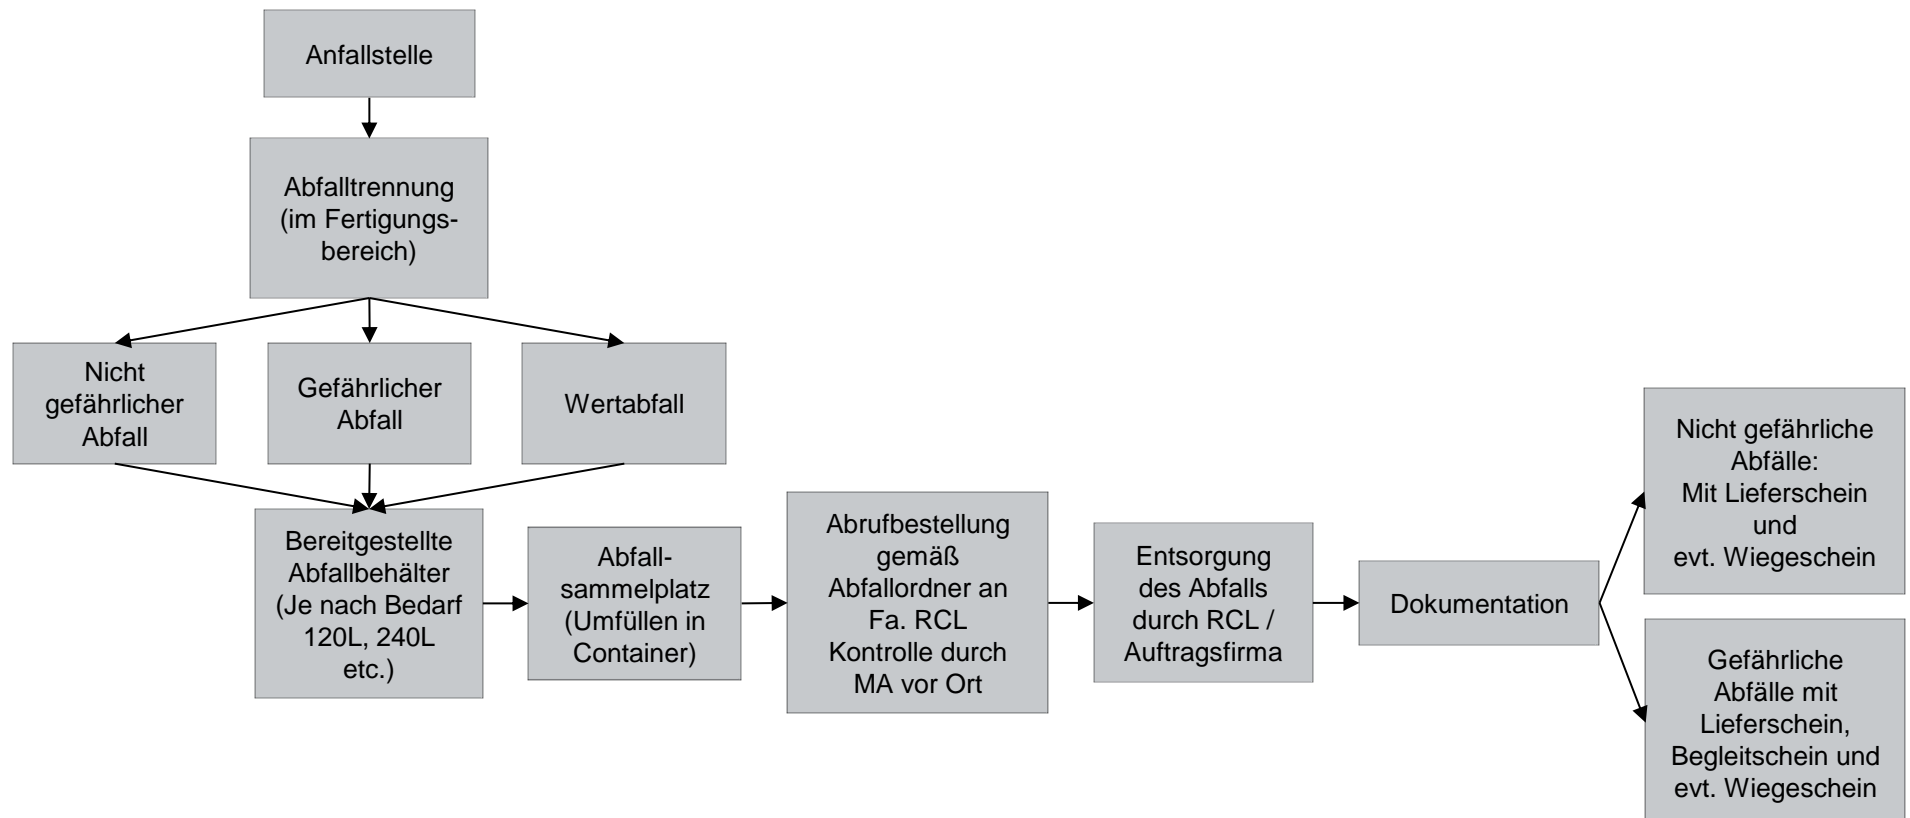 Anfallstelle
Abfalltrennung
(im Fertigungs-
bereich)
Nicht
gefährlicher
Abfall
Gefährlicher
Abfall
Wertabfall
Bereitgestellte
Abfallbehälter
(Je nach Bedarf
120L, 240L
etc.)
Abfall-
sammelplatz
(Umfüllen in
Container)
Abrufbestellung
gemäß
Abfallordner an
Fa. RCL
Kontrolle durch
MA vor Ort
Entsorgung
des Abfalls
durch RCL /
Auftragsfirma
Dokumentation
Nicht gefährliche
Abfälle:
Mit Lieferschein
und
evt. Wiegeschein
Gefährliche
Abfälle mit
Lieferschein,
Begleitschein und
evt. Wiegeschein